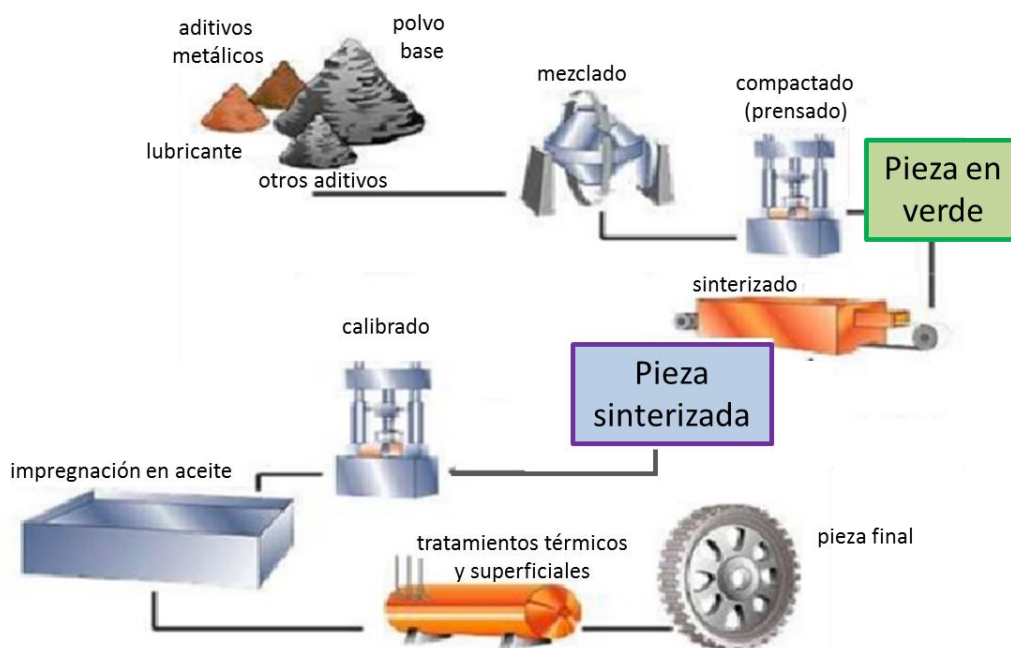 aditivos
metálicos
polvo
base
lubricante
otros aditivos
mezclado
compactado
(prensado)
Pieza en
verde
sinterizado
Pieza
sinterizada
calibrado
impregnación en aceite
tratamientos térmicos
y superficiales
pieza final